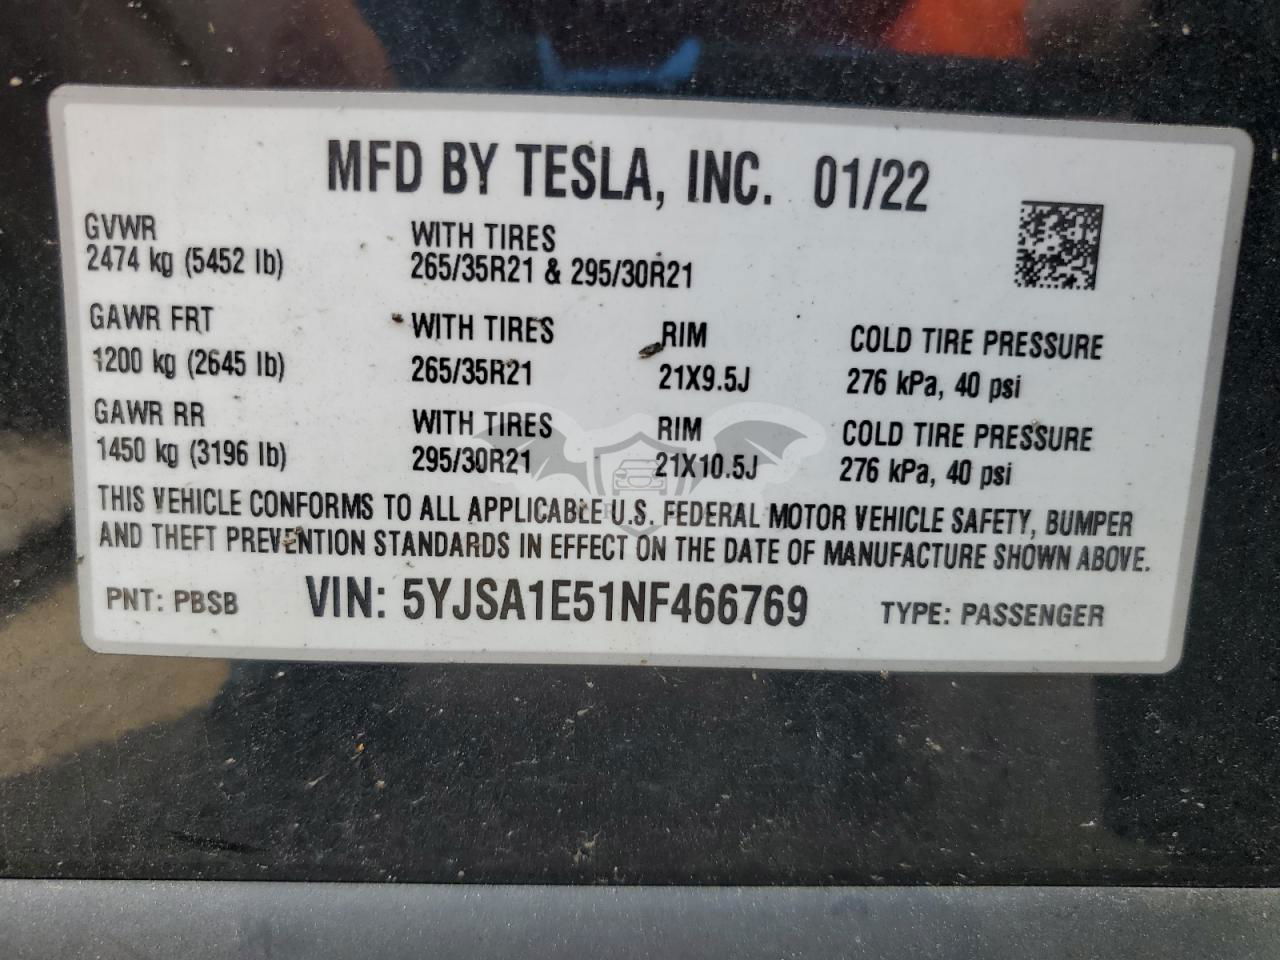 MFD BY TESLA, INC. 01/22
GVWR WITH TIRES
2474 kg (5452 lb) 265/35R21 & 295/30R21
GAWR FRT WITH TIRES RIM COLD TIRE PRESSURE
1200 kg (2645 lb) 265/35R21 21X9.5J 276 kPa, 40 psi
GAWR RR WITH TIRES RIM COLD TIRE PRESSURE
1450 kg (3196 lb) 295/30R21 21X10.5J 276 kPa, 40 psi
THIS VEHICLE CONFORMS TO ALL APPLICABLE U.S. FEDERAL MOTOR VEHICLE SAFETY, BUMPER
AND THEFT PREVENTION STANDARDS IN EFFECT ON THE DATE OF MANUFACTURE SHOWN ABOVE.
PNT: PBSB VIN: 5YJSA1E51NF466769 TYPE: PASSENGER